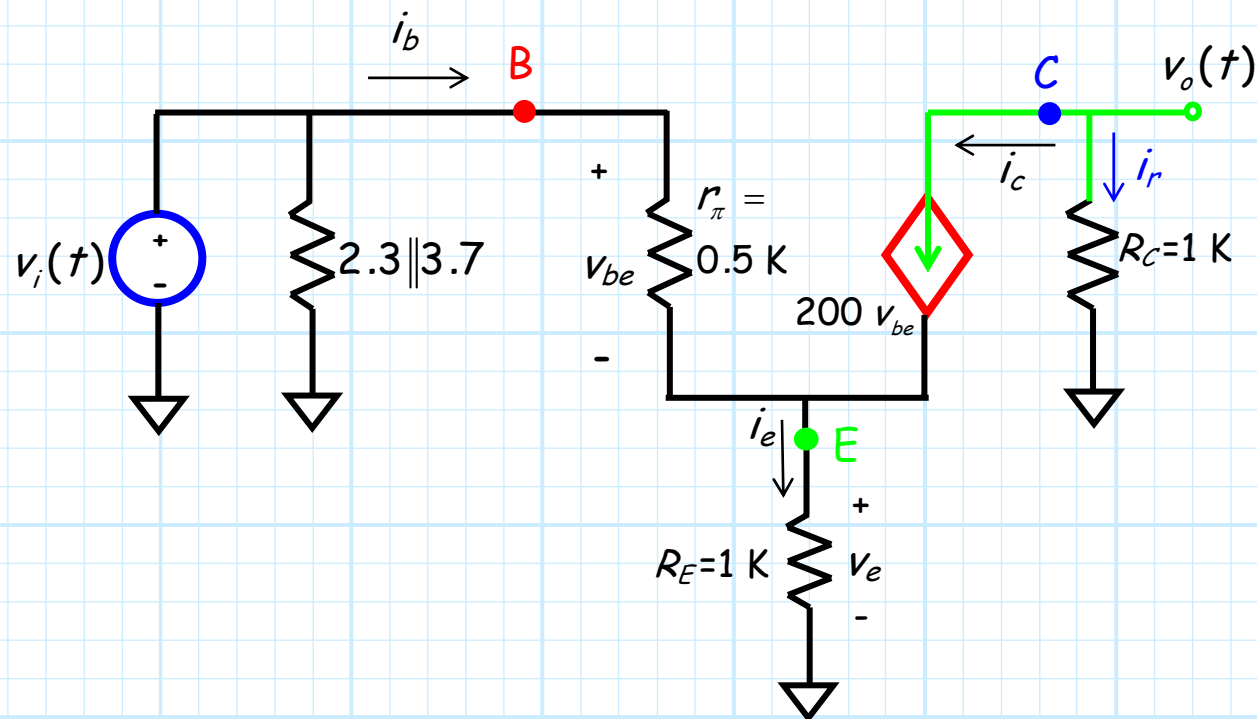 i_b
B
C
v_o(t)
i_c
i_r
+
r_π =
v_i(t)
+
-
2.3||3.7
v_be
0.5 K
R_C=1 K
200 v_be
-
i_e
E
+
R_E=1 K
v_e
-